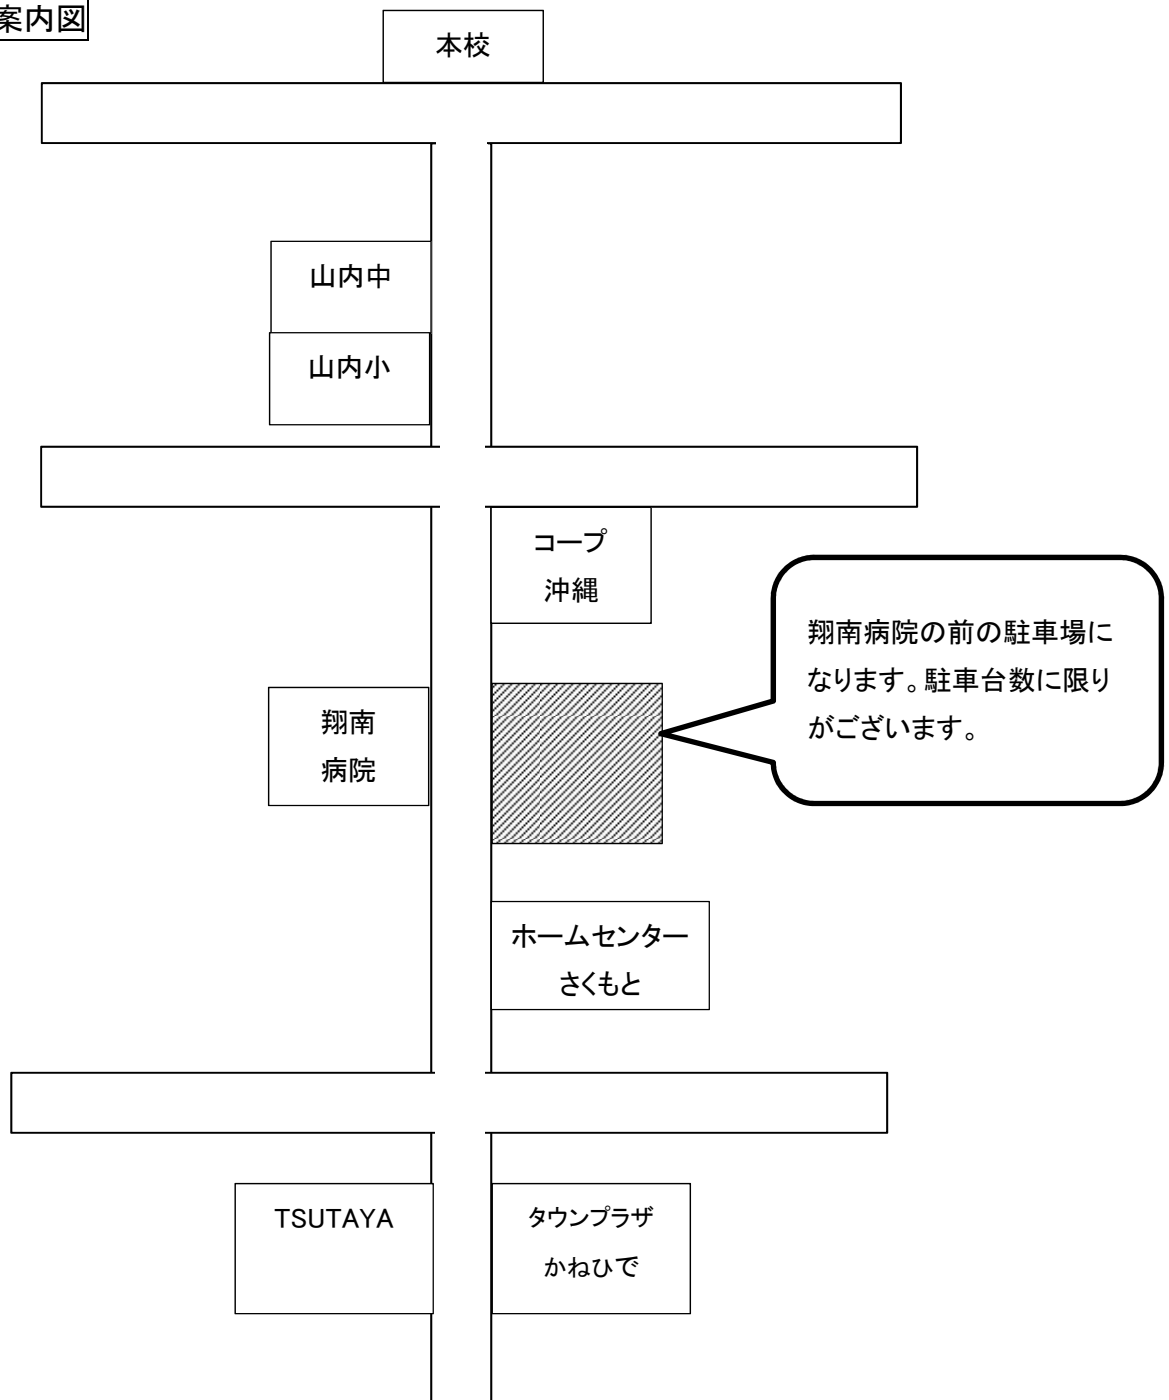 案内図
本校
山内中
山内小
コープ
沖縄
翔南病院の前の駐車場に
なります。駐車台数に限り
がございます。
翔南
病院
ホームセンター
さくもと
TSUTAYA
タウンプラザ
かねひで